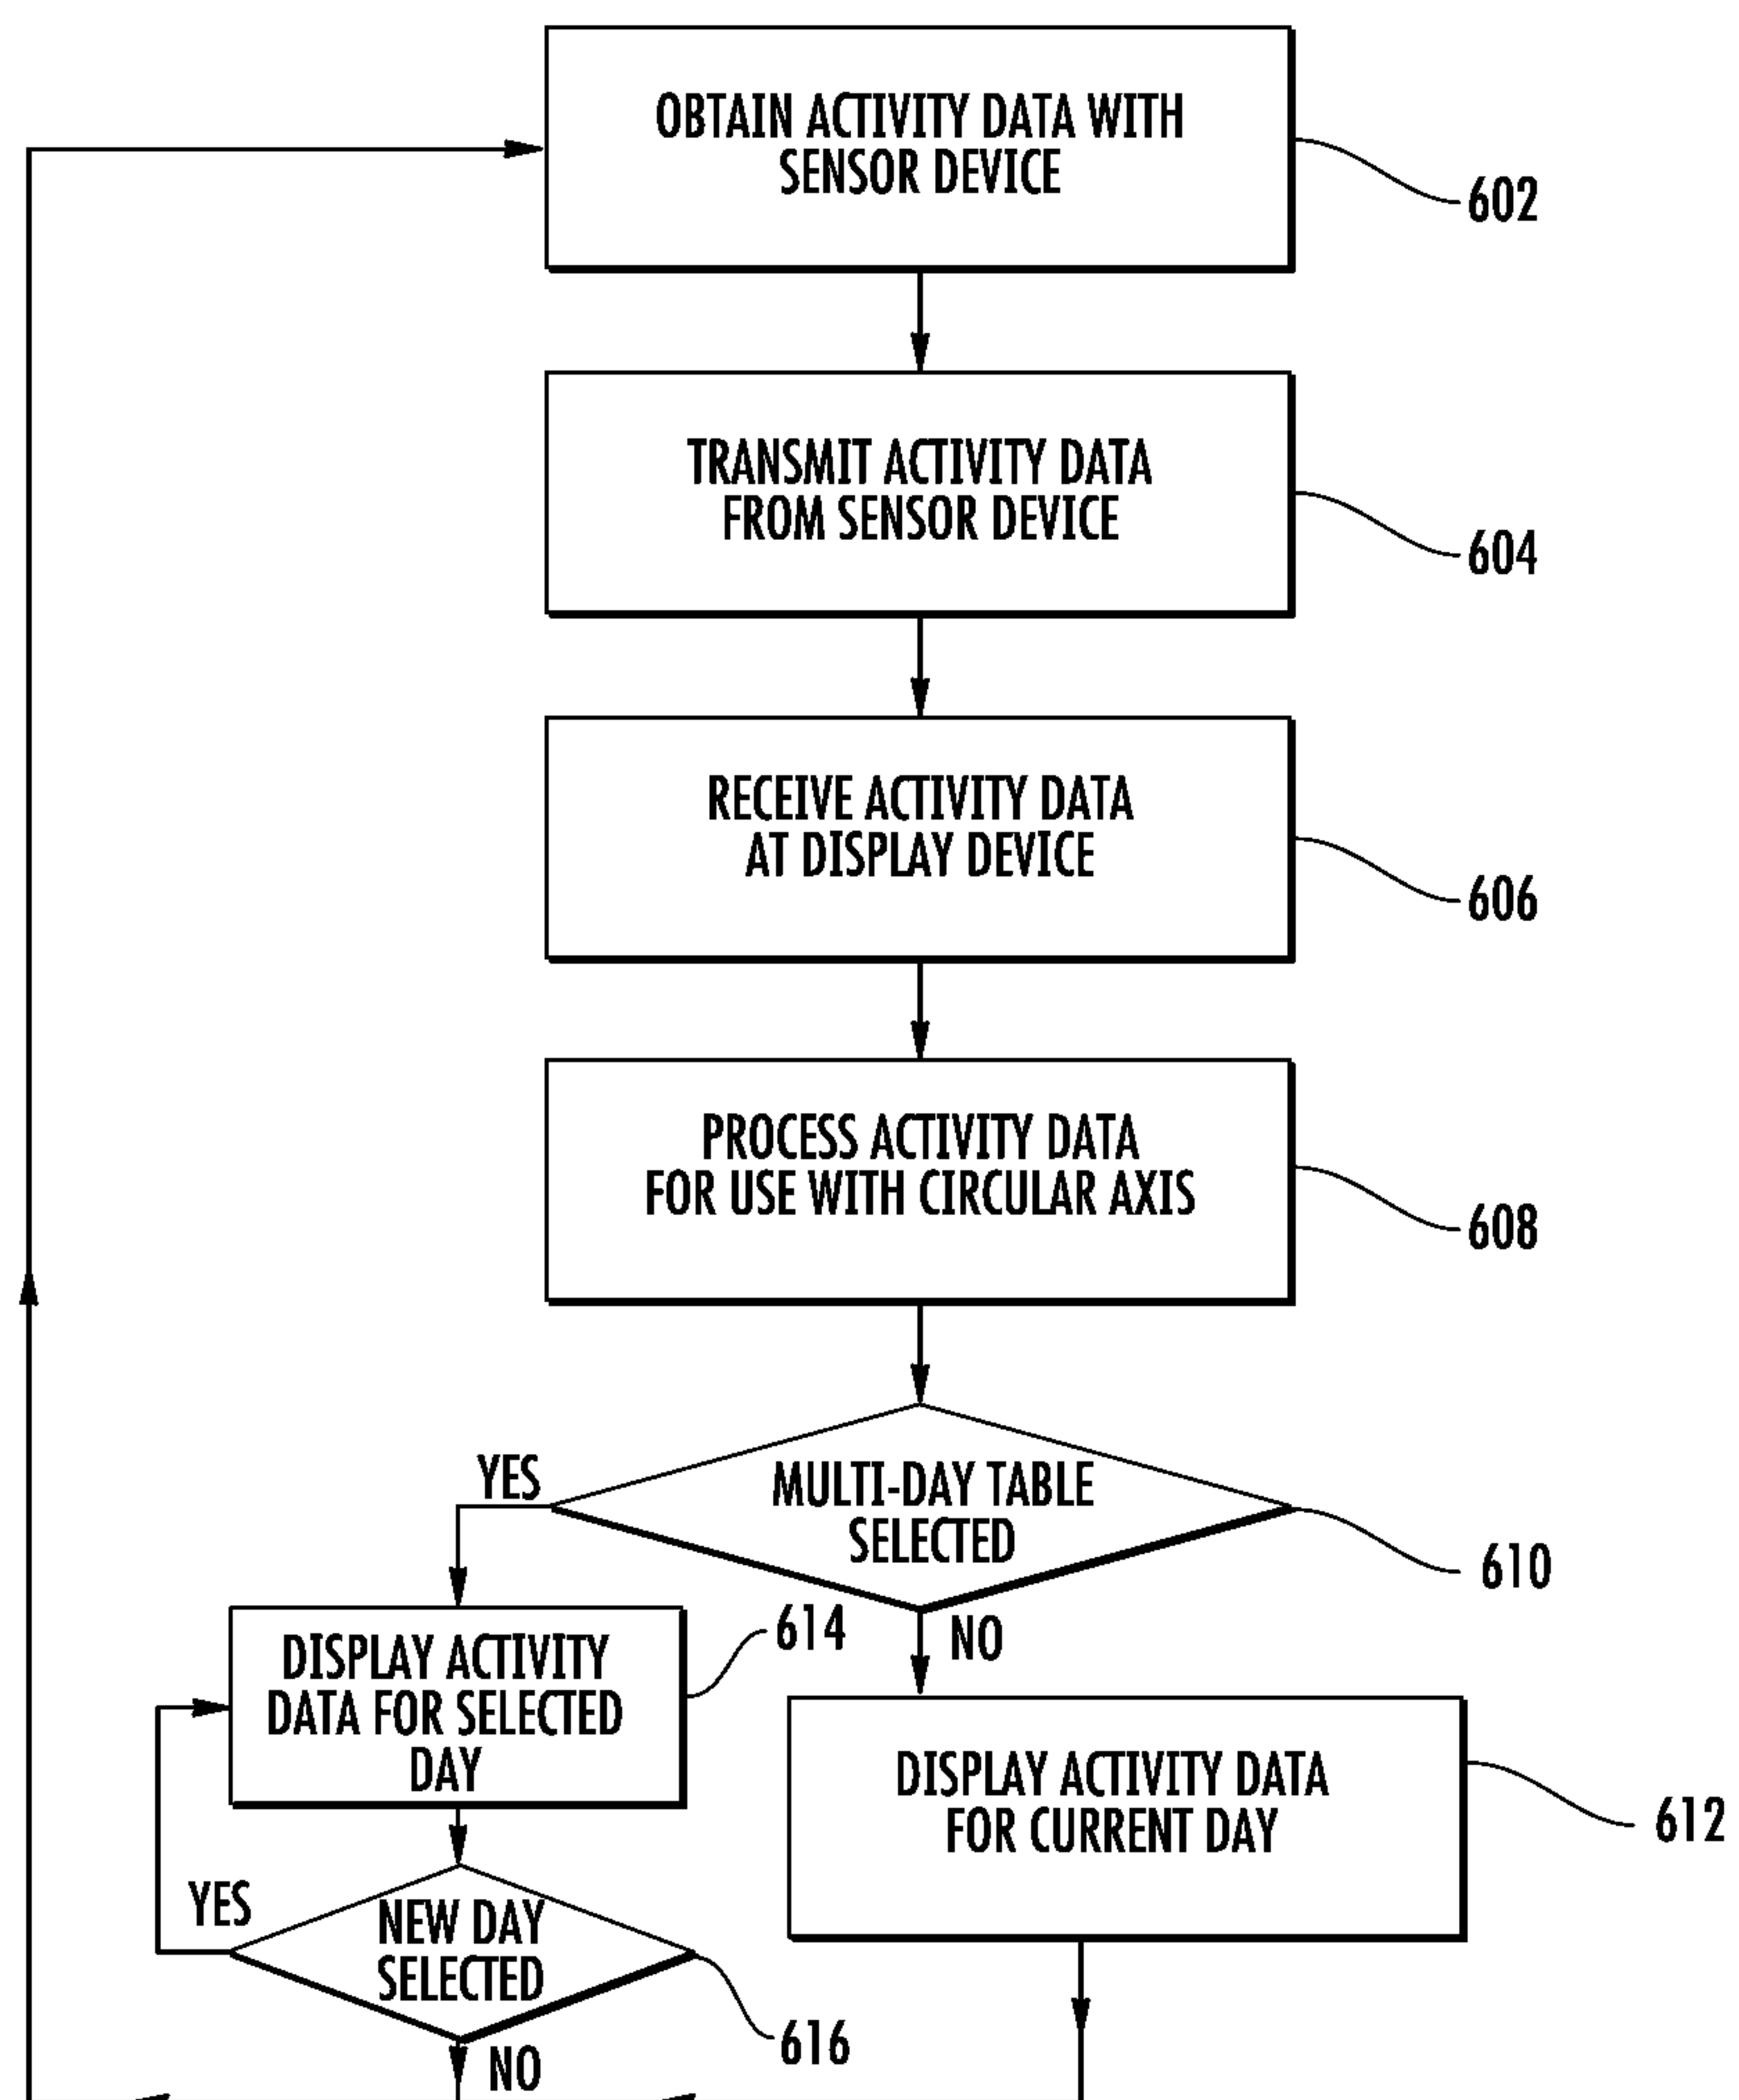 OBTAIN ACTIVITY DATA WITH
SENSOR DEVICE
602
TRANSMIT ACTIVITY DATA
FROM SENSOR DEVICE
604
RECEIVE ACTIVITY DATA
AT DISPLAY DEVICE
606
PROCESS ACTIVITY DATA
FOR USE WITH CIRCULAR AXIS
608
YES
MULTI-DAY TABLE
SELECTED
610
NO
614
DISPLAY ACTIVITY
DATA FOR SELECTED
DAY
DISPLAY ACTIVITY DATA
FOR CURRENT DAY
612
YES
NEW DAY
SELECTED
616
NO